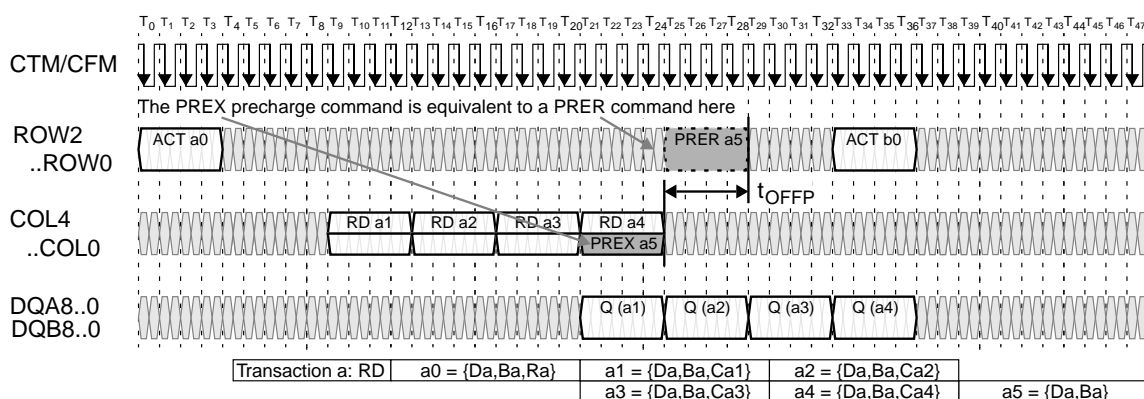 T0 T1 T2 T3 T4 T5 T6 T7 T8 T9 T10 T11 T12 T13 T14 T15 T16 T17 T18 T19 T20 T21 T22 T23 T24 T25 T26 T27 T28 T29 T30 T31 T32 T33 T34 T35 T36 T37 T38 T39 T40 T41 T42 T43 T44 T45 T46 T47
CTM/CFM
The PREX precharge command is equivalent to a PRER command here
ROW2
..ROW0
ACT a0 PRER a5 ACT b0
tOFFP
COL4
..COL0
RD a1 RD a2 RD a3 RD a4
PREX a5
DQA8..0
DQB8..0
Q (a1) Q (a2) Q (a3) Q (a4)
Transaction a: RD a0 = {Da,Ba,Ra} a1 = {Da,Ba,Ca1} a2 = {Da,Ba,Ca2}
a3 = {Da,Ba,Ca3} a4 = {Da,Ba,Ca4} a5 = {Da,Ba}